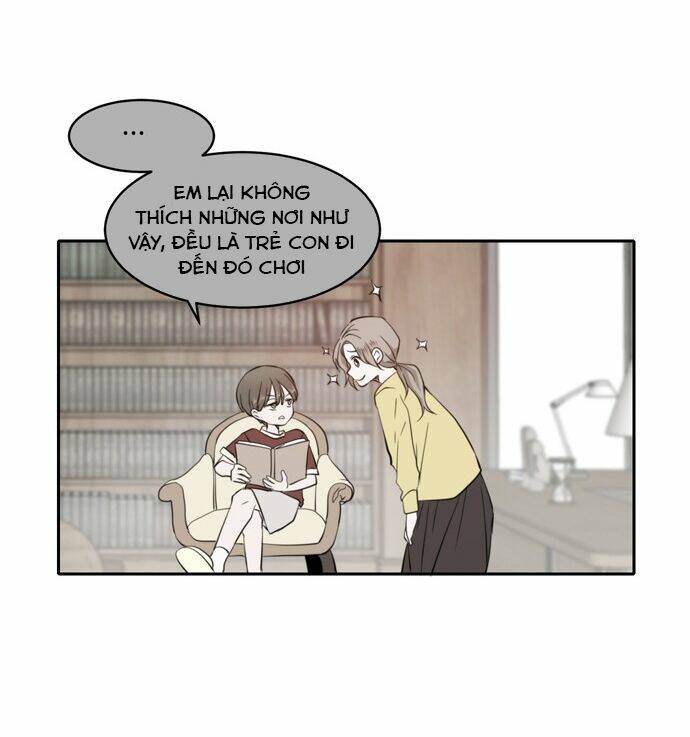 ...
EM LẠI KHÔNG
THÍCH NHỮNG NƠI NHƯ
VẬY, ĐỀU LÀ TRẺ CON ĐI
ĐẾN ĐÓ CHƠI